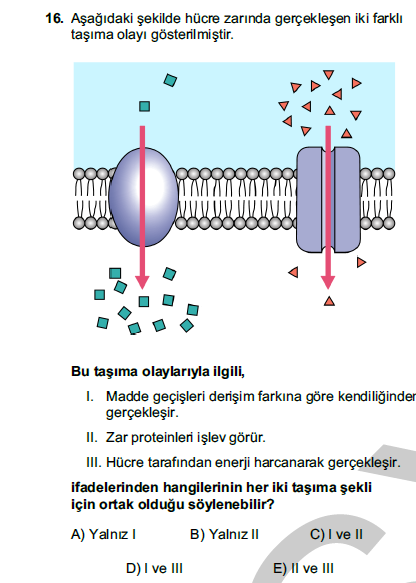 16. Aşağıdaki şekilde hücre zarında gerçekleşen iki farklı
taşıma olayı gösterilmiştir.
Bu taşıma olaylarıyla ilgili,
I. Madde geçişleri derişim farkına göre kendiliğinden
gerçekleşir.
II. Zar proteinleri işlev görür.
III. Hücre tarafından enerji harcanarak gerçekleşir.
ifadelerinden hangilerinin her iki taşıma şekli
için ortak olduğu söylenebilir?
A) Yalnız I B) Yalnız II C) I ve II
D) I ve III E) II ve III